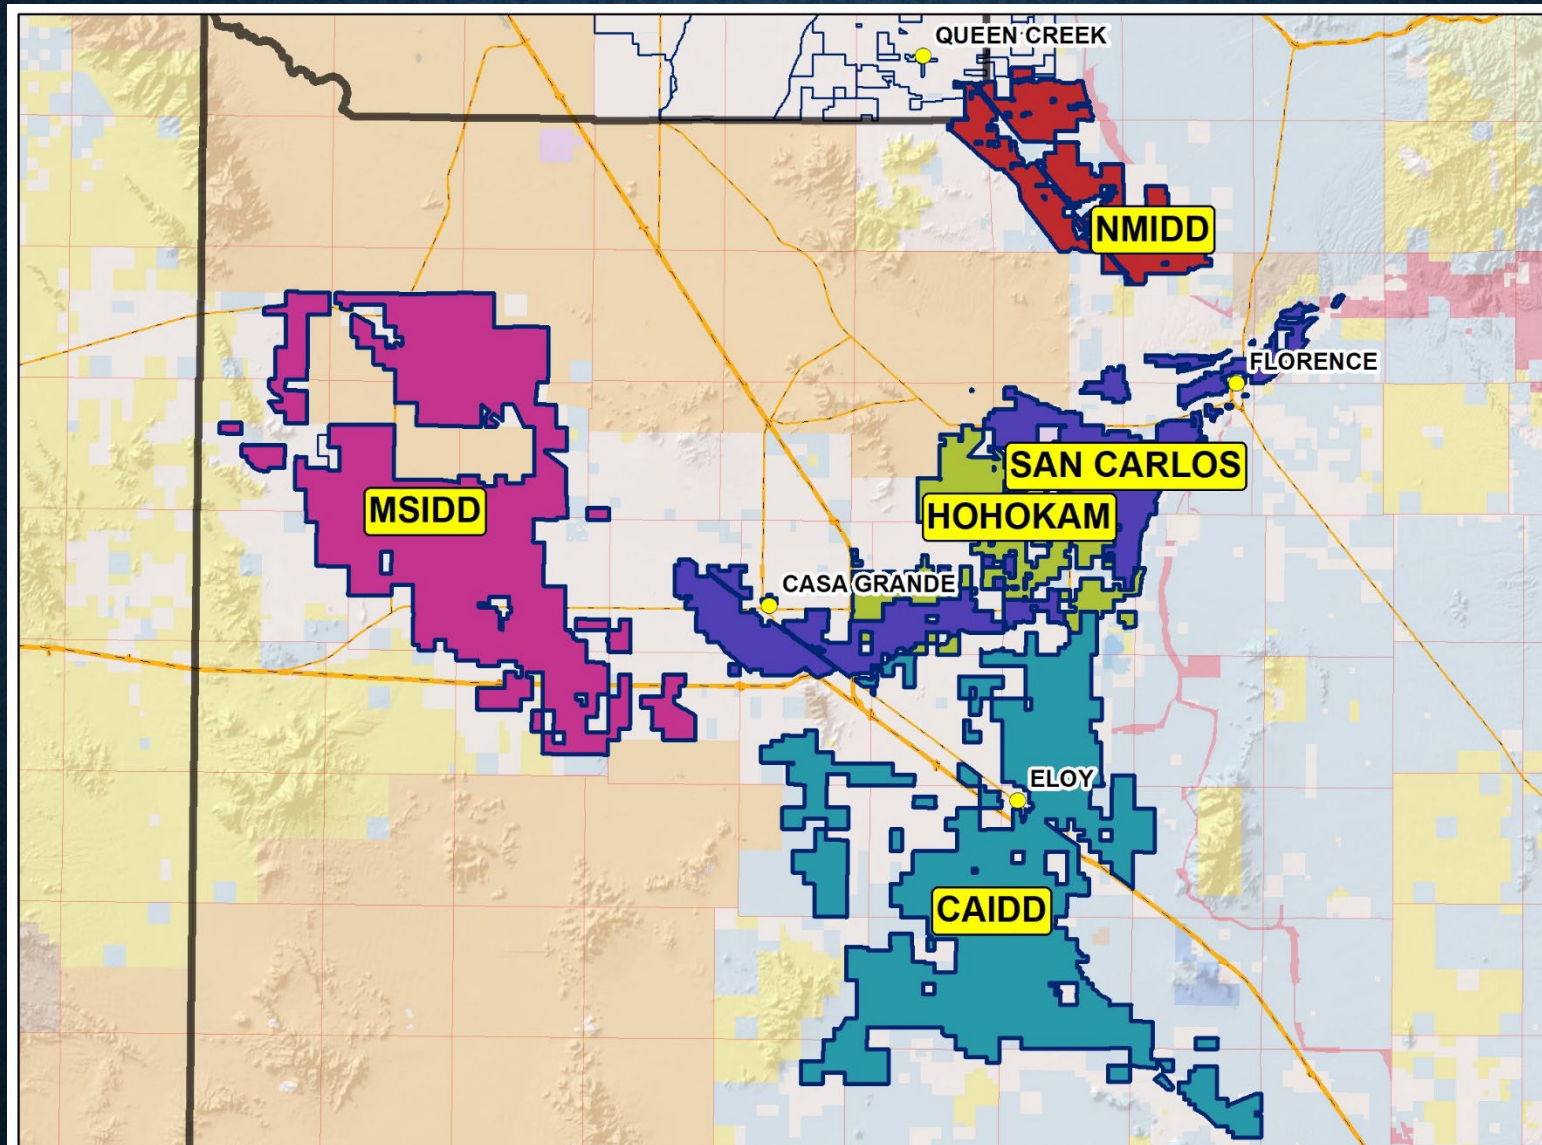 QUEEN CREEK
NMIDD
FLORENCE
SAN CARLOS
MSIDD
HOHOKAM
CASA GRANDE
ELOY
CAIDD